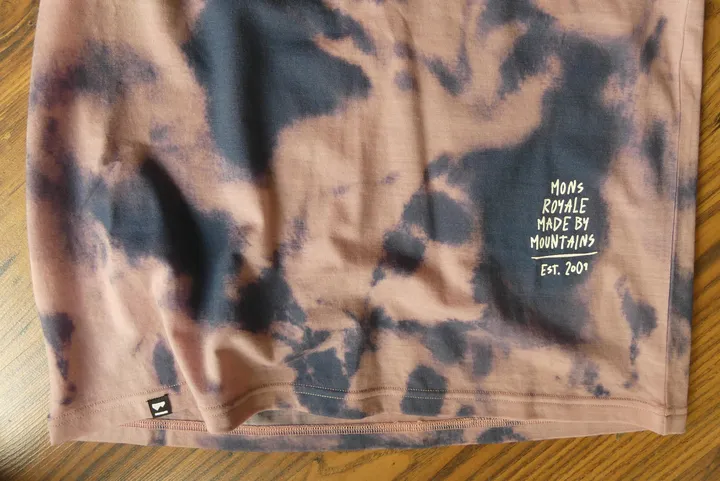 MONS
ROYALE
MADE BY
MOUNTAINS
EST. 2009